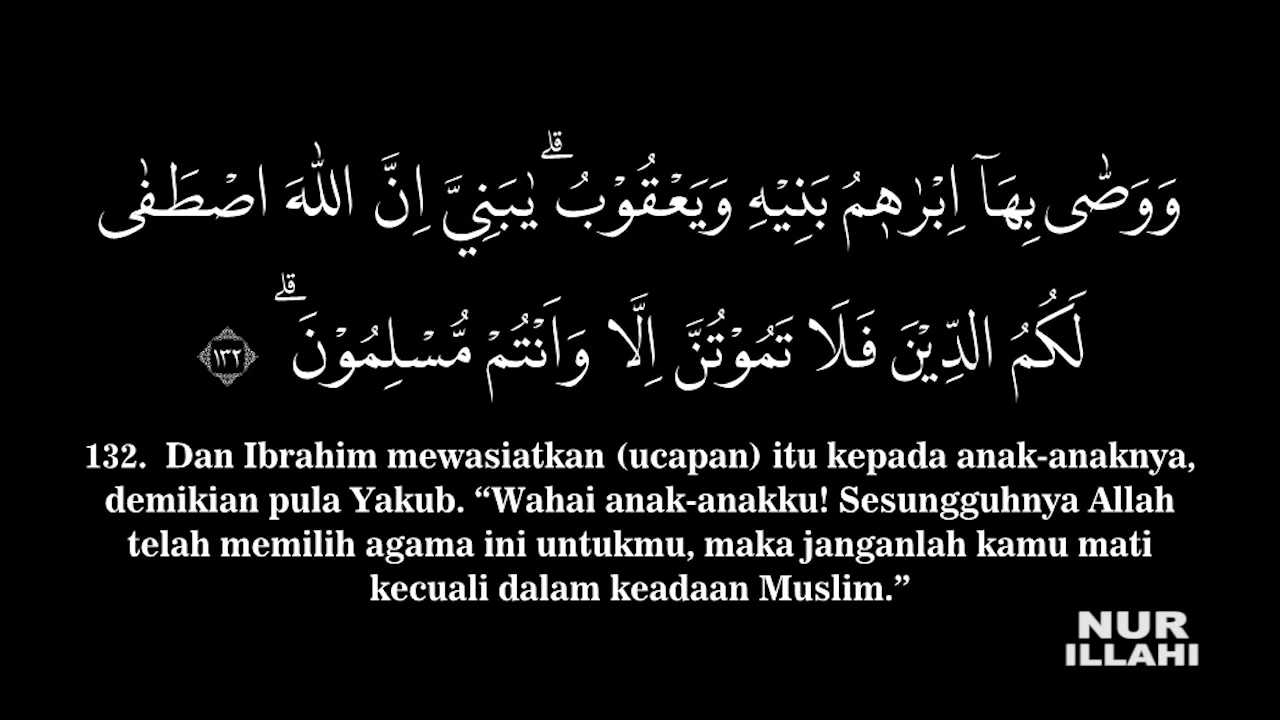 وَوَصّٰى بِهَآ اِبْرٰهٖمُ بَنِيْهِ وَيَعْقُوْبُۗ يٰبَنِيَّ اِنَّ اللّٰهَ اصْطَفٰى
لَكُمُ الدِّيْنَ فَلَا تَمُوْتُنَّ اِلَّا وَاَنْتُمْ مُّسْلِمُوْنَۗ ١٣٢
132. Dan Ibrahim mewasiatkan (ucapan) itu kepada anak-anaknya,
demikian pula Yakub. “Wahai anak-anakku! Sesungguhnya Allah
telah memilih agama ini untukmu, maka janganlah kamu mati
kecuali dalam keadaan Muslim.”
NUR
ILLAHI